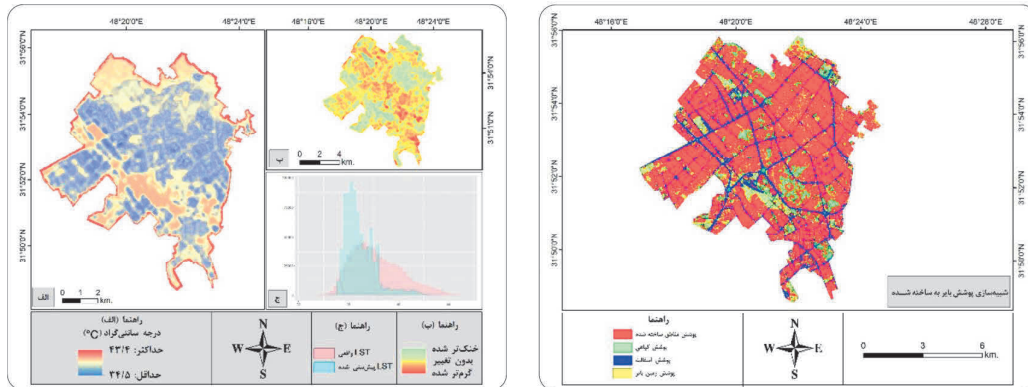 48°20'0"E
48°24'0"E
48°16'0"E
48°20'0"E
48°24'0"E
31°56'0"N
31°54'0"N
31°52'0"N
31°50'0"N
الف
0 1 2
km.
ب
0 2 4
km.
ج
راهنما (الف)
درجه سانتی‌گراد (°C)
حداکثر: ۴۳/۴
حداقل: ۳۴/۵
N
W E
S
راهنما (ج)
LST واقعی
LST پیش‌بینی شده
راهنما (ب)
خنک‌تر شده
بدون تغییر
گرم‌تر شده
48°16'0"E
48°20'0"E
48°24'0"E
48°28'0"E
31°56'0"N
31°54'0"N
31°52'0"N
31°50'0"N
31°56'0"N
31°54'0"N
31°52'0"N
31°50'0"N
شبیه‌سازی پوشش بایر به ساخته شده
راهنما
پوشش مناطق ساخته شده
پوشش گیاهی
پوشش آسفالت
پوشش زمین بایر
N
W E
S
0 3 6
km.